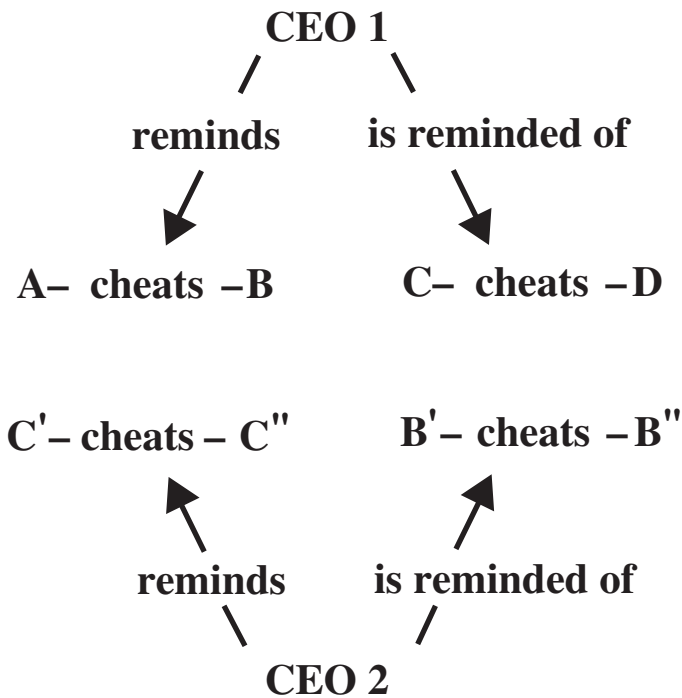 CEO 1
reminds is reminded of
A– cheats –B C– cheats –D
C'– cheats – C" B'– cheats –B"
reminds is reminded of
CEO 2